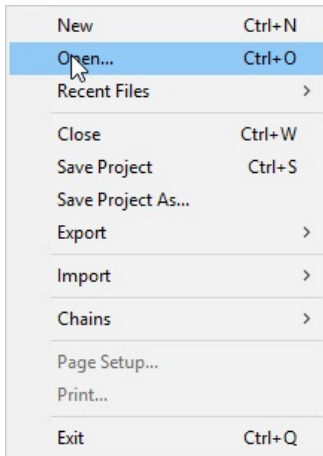 New Ctrl+N
Open... Ctrl+O
Recent Files >
Close Ctrl+W
Save Project Ctrl+S
Save Project As...
Export >
Import >
Chains >
Page Setup...
Print...
Exit Ctrl+Q